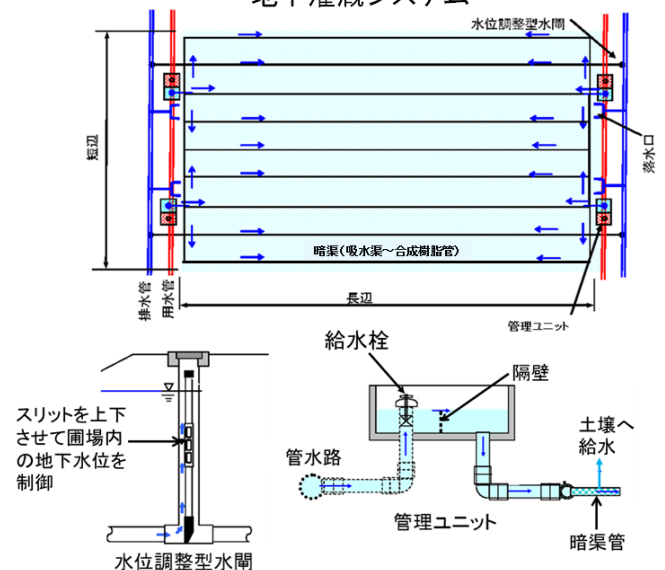 地下灌漑システム
水位調整型水閘
短辺
落水口
暗渠(吸水渠~合成樹脂管)
排水管
用水管
長辺
管理ユニット
給水栓
隔壁
スリットを上下
させて圃場内
の地下水位を
制御
土壌へ
給水
管水路
管理ユニット
暗渠管
水位調整型水閘